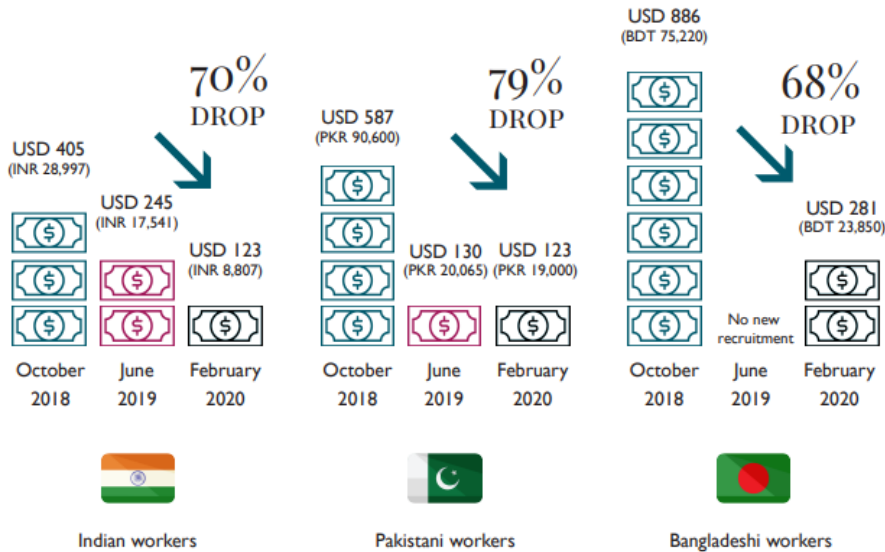 70%
DROP
USD 405
(INR 28,997)
USD 245
(INR 17,541)
USD 123
(INR 8,807)
October
2018
June
2019
February
2020
Indian workers
79%
DROP
USD 587
(PKR 90,600)
USD 130
(PKR 20,065)
USD 123
(PKR 19,000)
October
2018
June
2019
February
2020
Pakistani workers
USD 886
(BDT 75,220)
68%
DROP
USD 281
(BDT 23,850)
No new
recruitment
October
2018
June
2019
February
2020
Bangladeshi workers